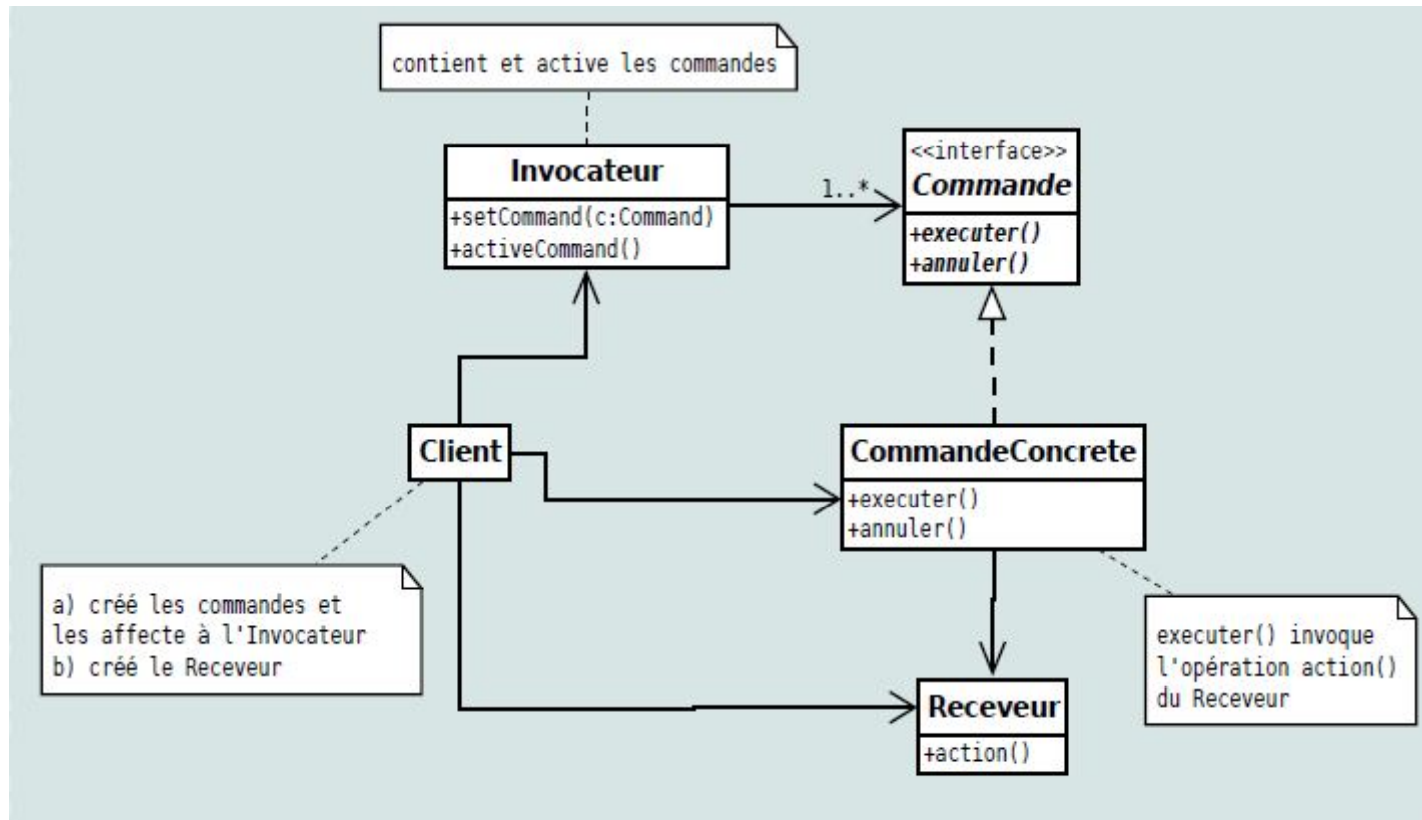 contient et active les commandes
Invocateur
+setCommand(c:Command)
+activeCommand()
1..*
<<interface>>
Commande
+executer()
+annuler()
Client
CommandeConcrete
+executer()
+annuler()
a) créé les commandes et
les affecte à l'Invocateur
b) créé le Receveur
executer() invoque
l'opération action()
du Receveur
Receveur
+action()